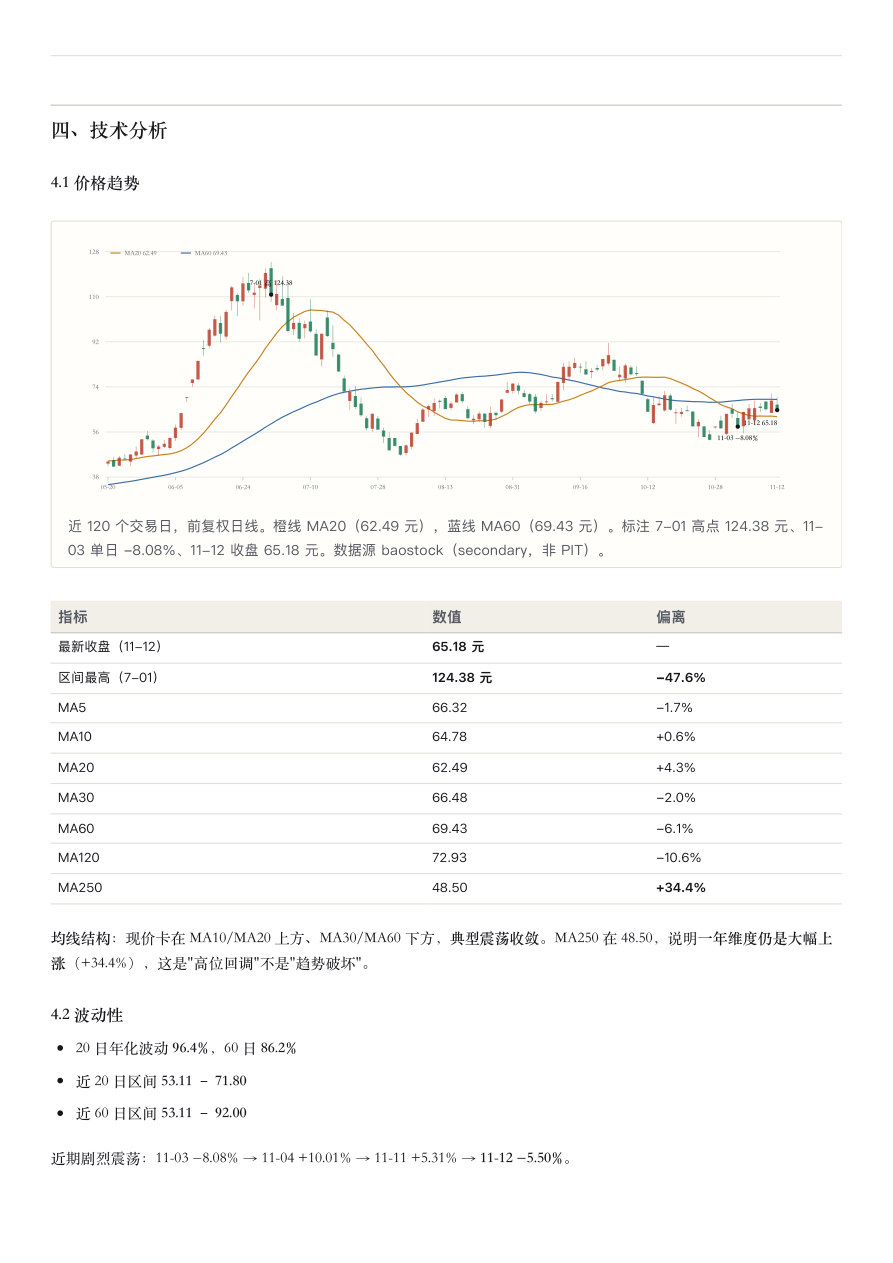 四、技术分析
4.1 价格趋势
MA20 62.49 MA60 69.43
128
110
92
74
56
38
7-01 高 124.38
11-12 65.18
11-03 −8.08%
05-20 06-05 06-24 07-10 07-28 08-13 08-31 09-16 10-12 10-28 11-12
近 120 个交易日，前复权日线。橙线 MA20（62.49 元），蓝线 MA60（69.43 元）。标注 7–01 高点 124.38 元、11–
03 单日 −8.08%、11–12 收盘 65.18 元。数据源 baostock（secondary，非 PIT）。
指标 数值 偏离
最新收盘（11–12） 65.18 元 —
区间最高（7–01） 124.38 元 −47.6%
MA5 66.32 −1.7%
MA10 64.78 +0.6%
MA20 62.49 +4.3%
MA30 66.48 −2.0%
MA60 69.43 −6.1%
MA120 72.93 −10.6%
MA250 48.50 +34.4%
均线结构：现价卡在 MA10/MA20 上方、MA30/MA60 下方，典型震荡收敛。MA250 在 48.50，说明一年维度仍是大幅上
涨（+34.4%），这是"高位回调"不是"趋势破坏"。
4.2 波动性
• 20 日年化波动 96.4%，60 日 86.2%
• 近 20 日区间 53.11 – 71.80
• 近 60 日区间 53.11 – 92.00
近期剧烈震荡：11-03 −8.08% → 11-04 +10.01% → 11-11 +5.31% → 11-12 −5.50%。